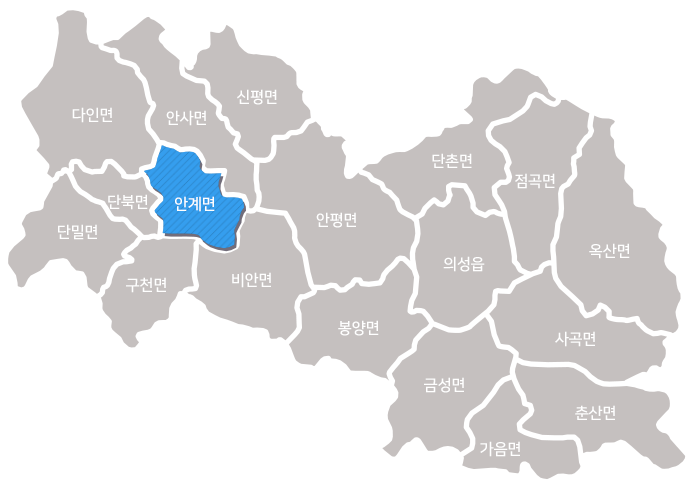 신평면
다인면
안사면
단촌면
점곡면
단북면
안계면
안평면
단밀면
옥산면
의성읍
비안면
구천면
봉양면
사곡면
금성면
춘산면
가음면